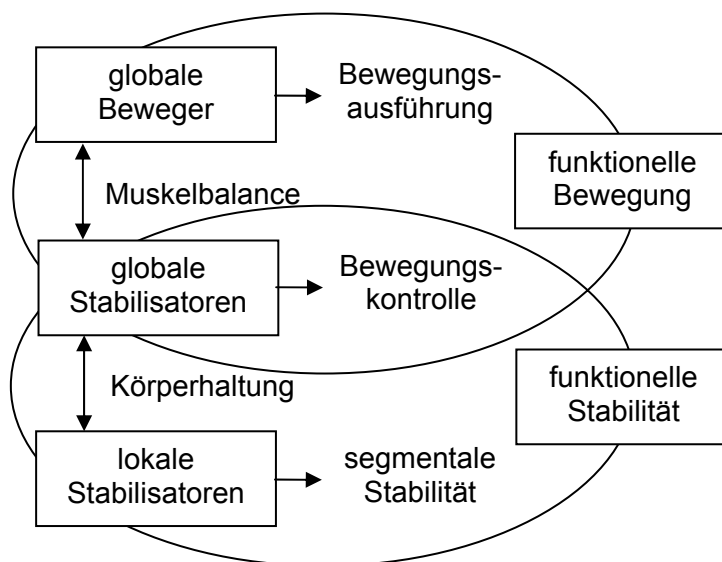 globale
Beweger
Bewegungs-
ausführung
funktionelle
Bewegung
Muskelbalance
globale
Stabilisatoren
Bewegungs-
kontrolle
Körperhaltung
funktionelle
Stabilität
lokale
Stabilisatoren
segmentale
Stabilität